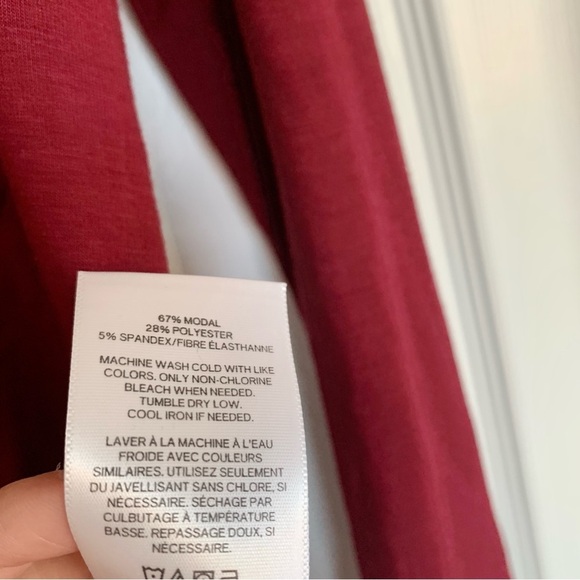 67% MODAL
28% POLYESTER
5% SPANDEX/FIBRE ÉLASTHANNE
MACHINE WASH COLD WITH LIKE
COLORS. ONLY NON-CHLORINE
BLEACH WHEN NEEDED.
TUMBLE DRY LOW.
COOL IRON IF NEEDED.
LAVER À LA MACHINE À L'EAU
FROIDE AVEC COULEURS
SIMILAIRES. UTILISEZ SEULEMENT
DU JAVELLISANT SANS CHLORE, SI
NÉCESSAIRE. SÉCHAGE PAR
CULBUTAGE À TEMPÉRATURE
BASSE. REPASSAGE DOUX, SI
NÉCESSAIRE.